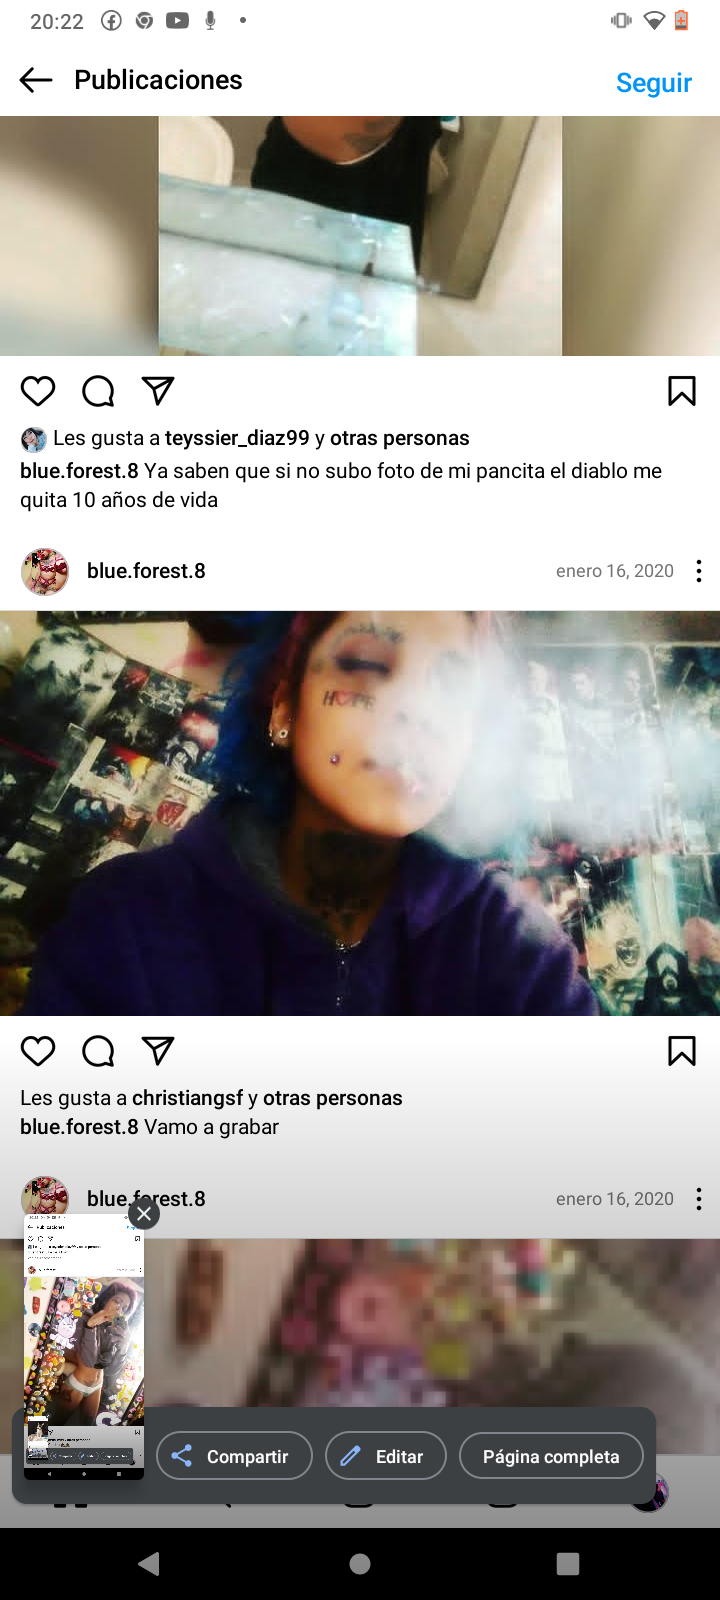 20:22
Publicaciones
Seguir
Les gusta a teyssier_diaz99 y otras personas
blue.forest.8 Ya saben que si no subo foto de mi pancita el diablo me
quita 10 años de vida
blue.forest.8
enero 16, 2020
HOPE
Les gusta a christiangsf y otras personas
blue.forest.8 Vamo a grabar
blue.forest.8
enero 16, 2020
Publicaciones
Compartir
Editar
Página completa